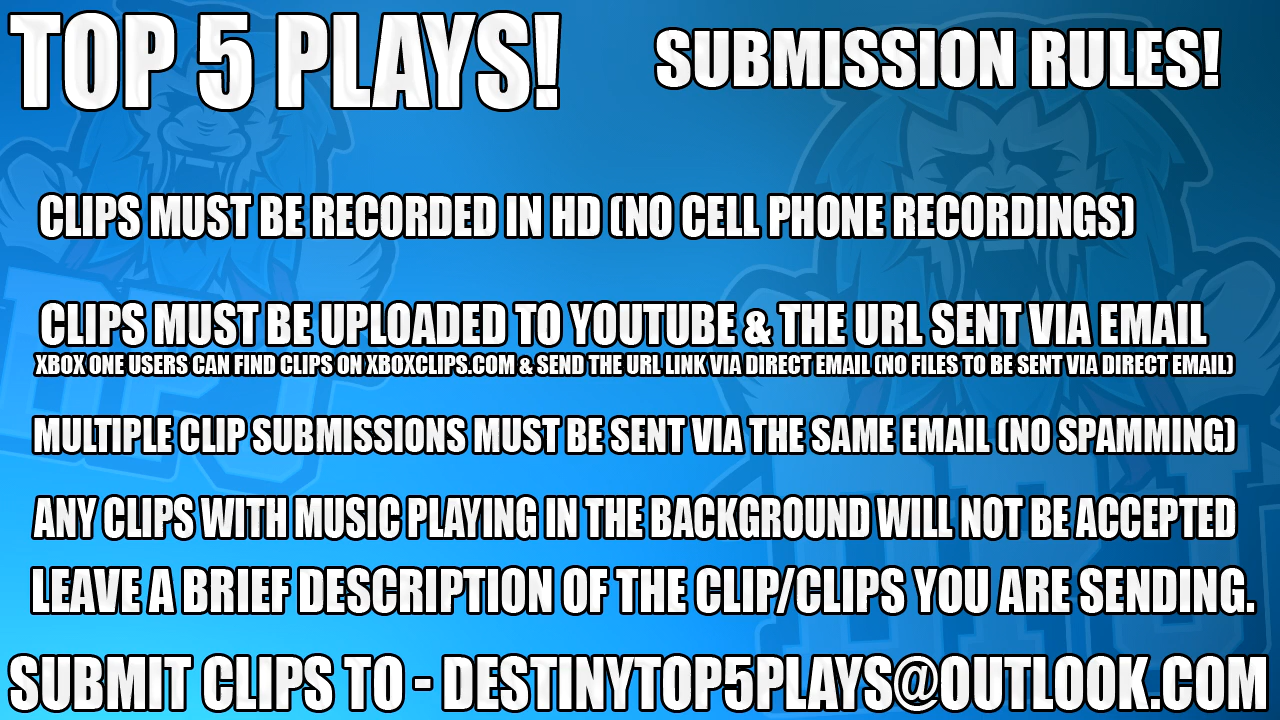 TOP 5 PLAYS!
SUBMISSION RULES!
CLIPS MUST BE RECORDED IN HD (NO CELL PHONE RECORDINGS)
CLIPS MUST BE UPLOADED TO YOUTUBE & THE URL SENT VIA EMAIL
XBOX ONE USERS CAN FIND CLIPS ON XBOXCLIPS.COM & SEND THE URL LINK VIA DIRECT EMAIL (NO FILES TO BE SENT VIA DIRECT EMAIL)
MULTIPLE CLIP SUBMISSIONS MUST BE SENT VIA THE SAME EMAIL (NO SPAMMING)
ANY CLIPS WITH MUSIC PLAYING IN THE BACKGROUND WILL NOT BE ACCEPTED
LEAVE A BRIEF DESCRIPTION OF THE CLIP/CLIPS YOU ARE SENDING.
SUBMIT CLIPS TO - DESTINYTOP5PLAYS@OUTLOOK.COM